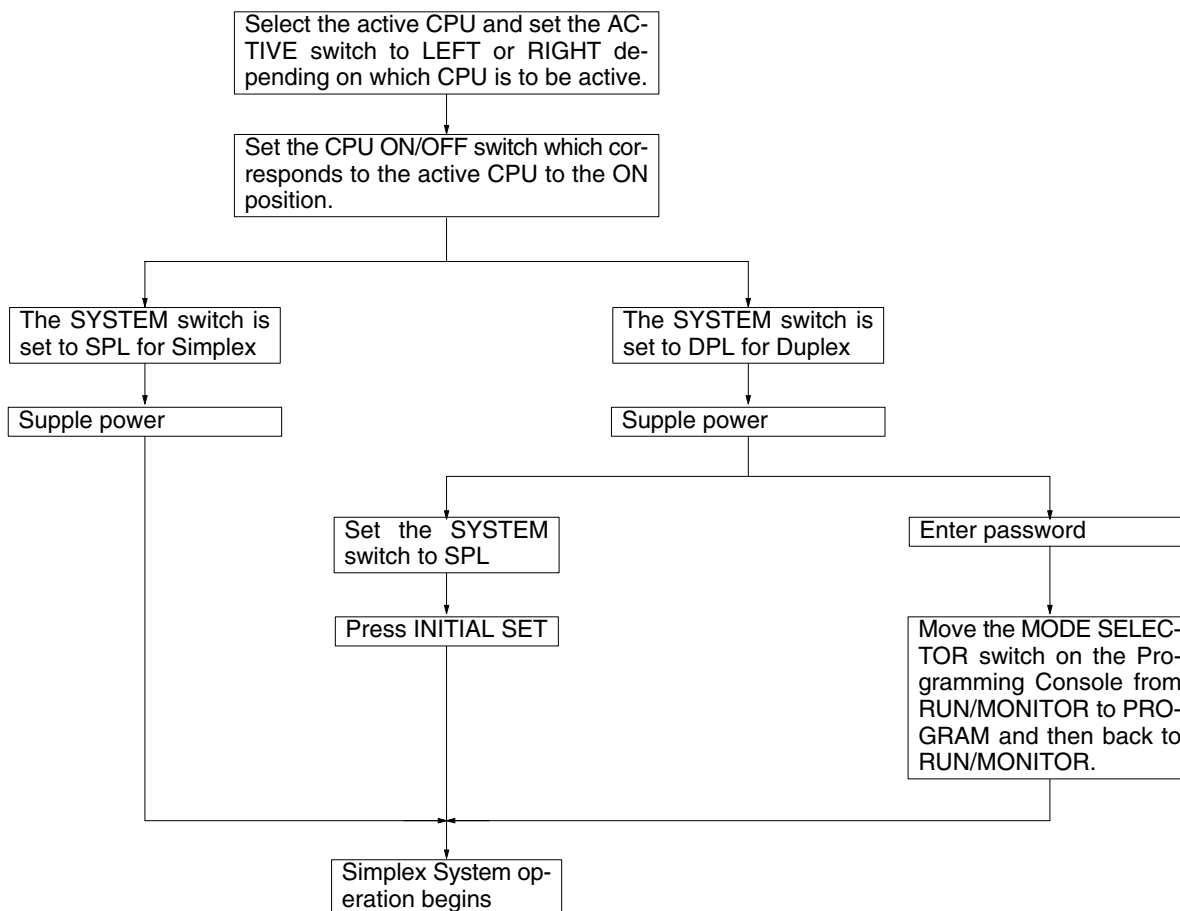 Select the active CPU and set the AC-
TIVE switch to LEFT or RIGHT de-
pending on which CPU is to be active.
Set the CPU ON/OFF switch which cor-
responds to the active CPU to the ON
position.
The SYSTEM switch is
set to SPL for Simplex
The SYSTEM switch is
set to DPL for Duplex
Supple power
Supple power
Set the SYSTEM
switch to SPL
Enter password
Press INITIAL SET
Move the MODE SELEC-
TOR switch on the Pro-
gramming Console from
RUN/MONITOR to PRO-
GRAM and then back to
RUN/MONITOR.
Simplex System op-
eration begins